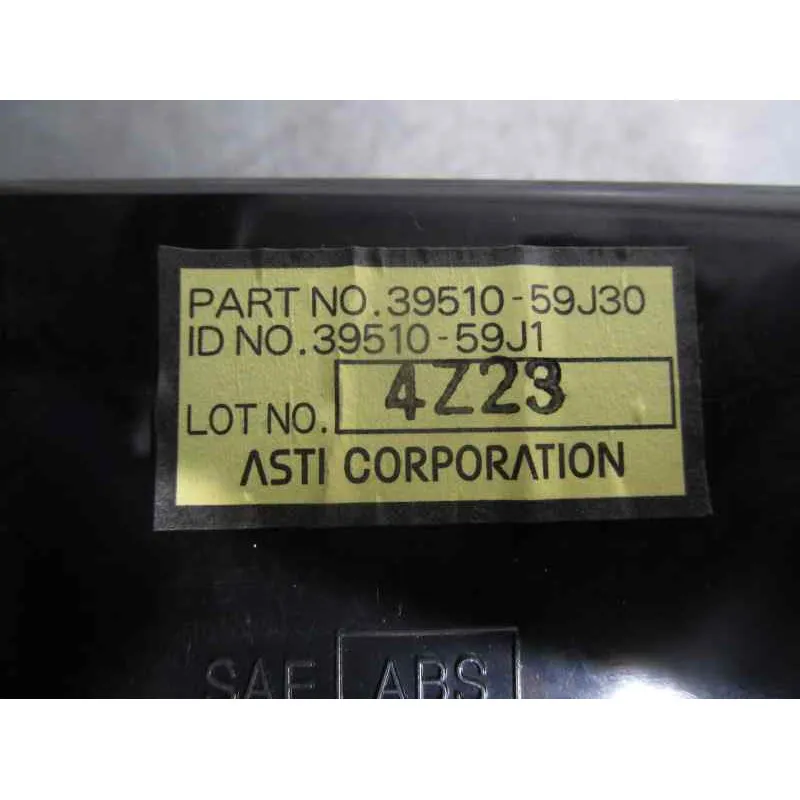 PART NO.39510-59J30
ID NO.39510-59J1
LOT NO. 4Z23
ASTI CORPORATION
SAE ABS